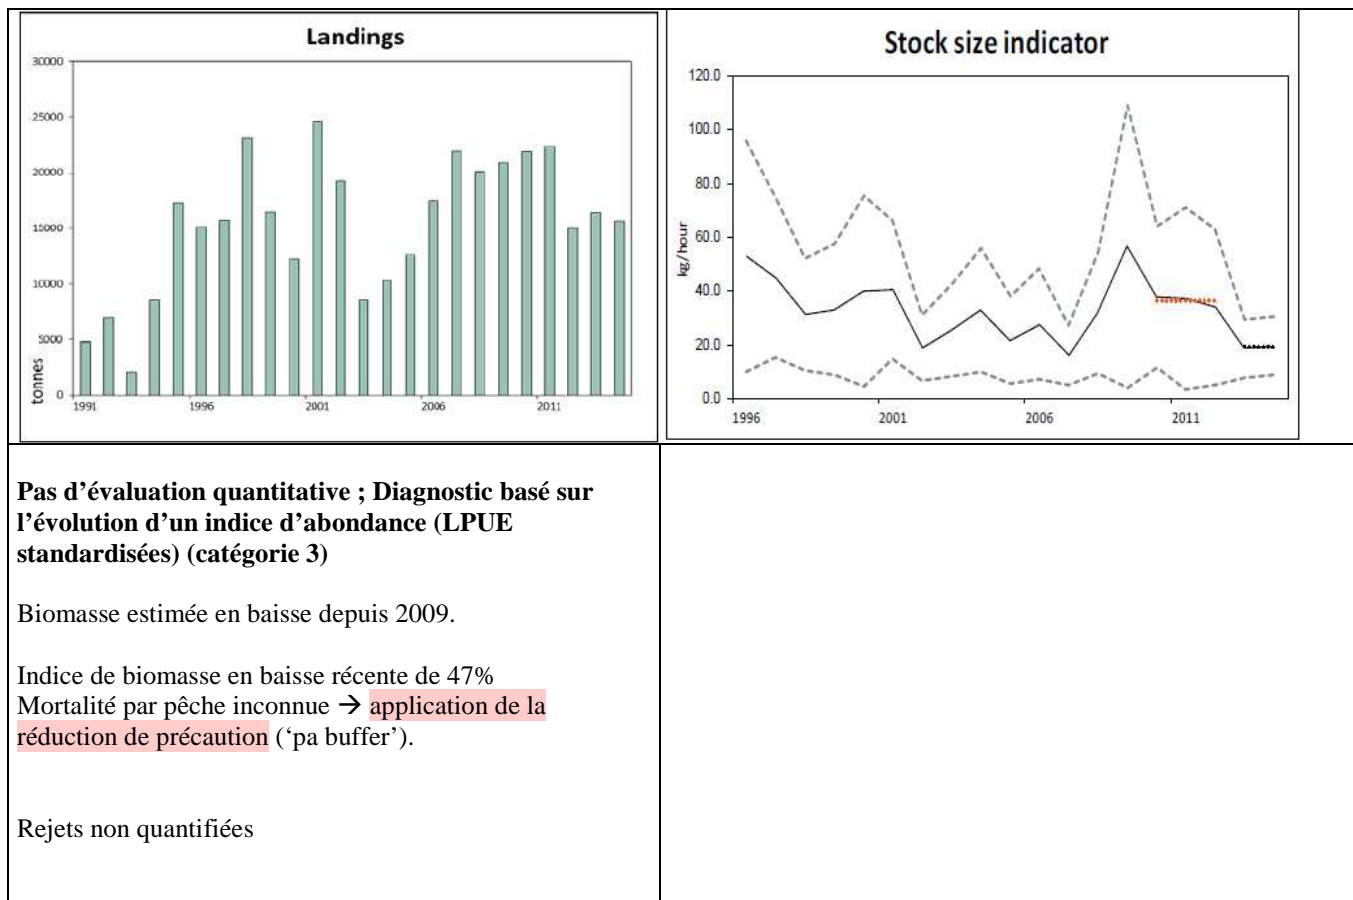 Landings
30000
25000
20000
15000
10000
5000
0
tonnes
1991
1996
2001
2006
2011
Stock size indicator
120.0
100.0
80.0
60.0
40.0
20.0
0.0
kg/hour
1996
2001
2006
2011
Pas d’évaluation quantitative ; Diagnostic basé sur
l’évolution d’un indice d’abondance (LPUE
standardisées) (catégorie 3)
Biomasse estimée en baisse depuis 2009.
Indice de biomasse en baisse récente de 47%
Mortalité par pêche inconnue → application de la
réduction de précaution (‘pa buffer’).
Rejets non quantifiées